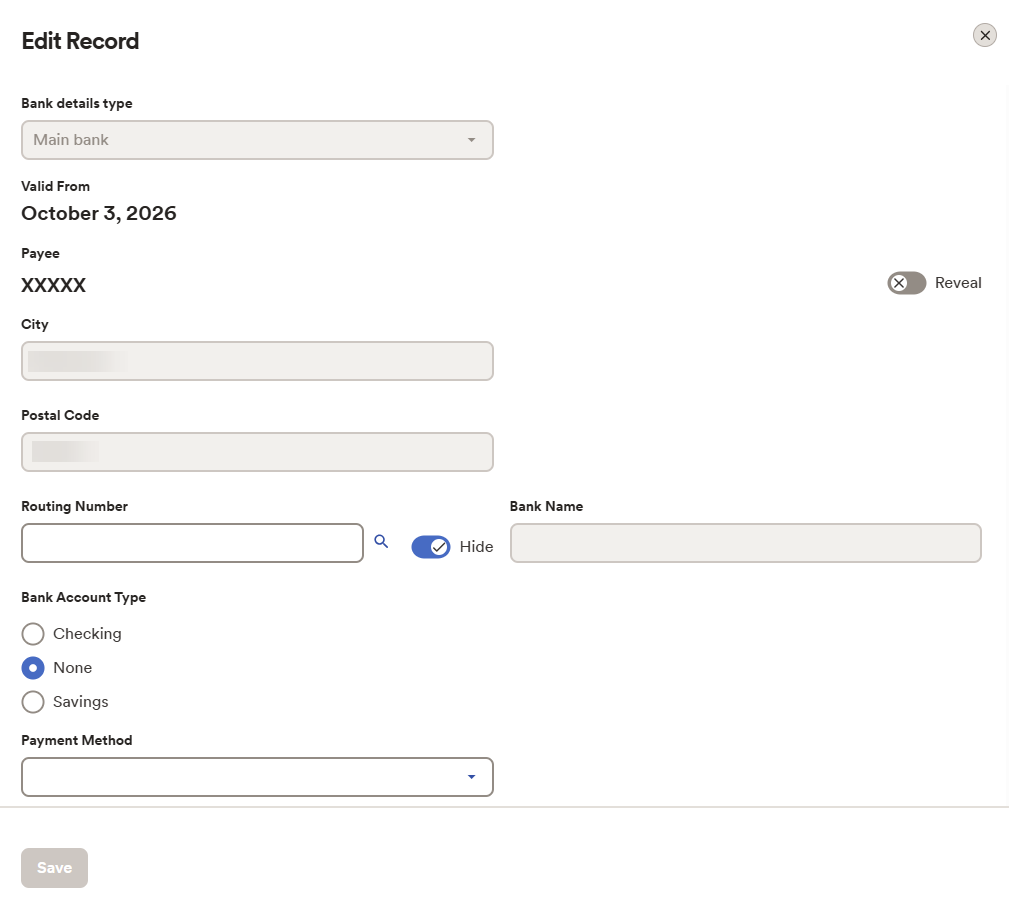 Edit Record
Bank details type
Main bank
Valid From
October 3, 2026
Payee
XXXXX
Reveal
City
Postal Code
Routing Number
Bank Name
Hide
Bank Account Type
Checking
None
Savings
Payment Method
Save